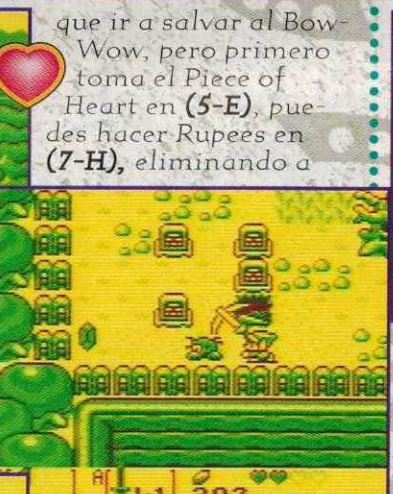 que ir a salvar al Bow-
Wow, pero primero
toma el Piece of
Heart en (5-E), pue-
des hacer Rupees en
(7-H), eliminando a